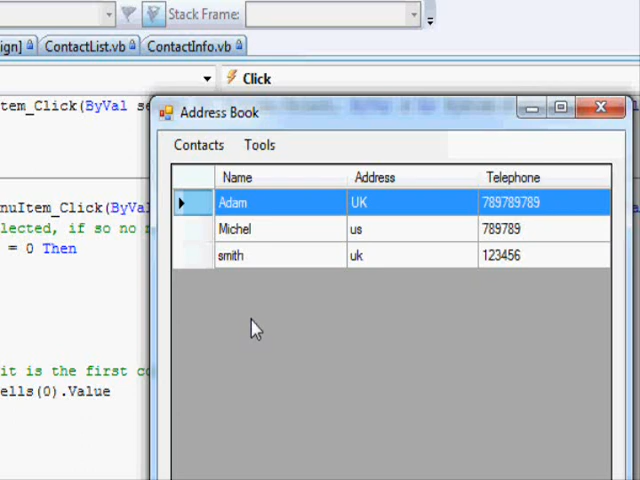 Stack Frame:
ign] ContactList.vb ContactInfo.vb
Click
tem_Click(ByVal se
Address Book
Contacts Tools
Name Address Telephone
Adam UK 789789789
Michel us 789789
smith uk 123456
nuItem_Click(ByVal
lected, if so no
= 0 Then
it is the first co
ells(0).Value